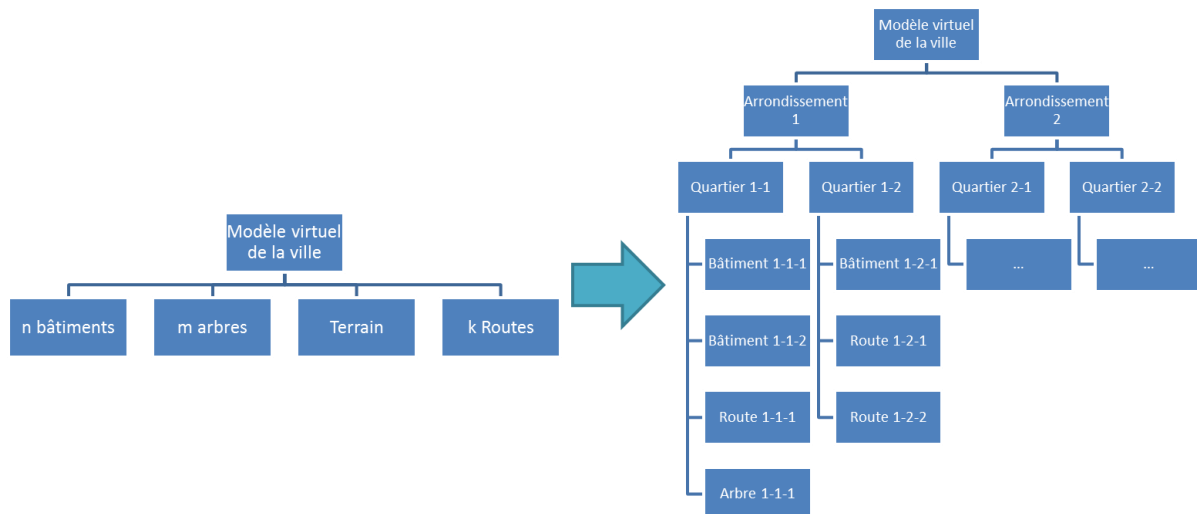 Modèle virtuel
de la ville
n bâtiments
m arbres
Terrain
k Routes
Modèle virtuel
de la ville
Arrondissement
1
Arrondissement
2
Quartier 1-1
Quartier 1-2
Quartier 2-1
Quartier 2-2
Bâtiment 1-1-1
Bâtiment 1-2-1
...
...
Bâtiment 1-1-2
Route 1-2-1
Route 1-1-1
Route 1-2-2
Arbre 1-1-1